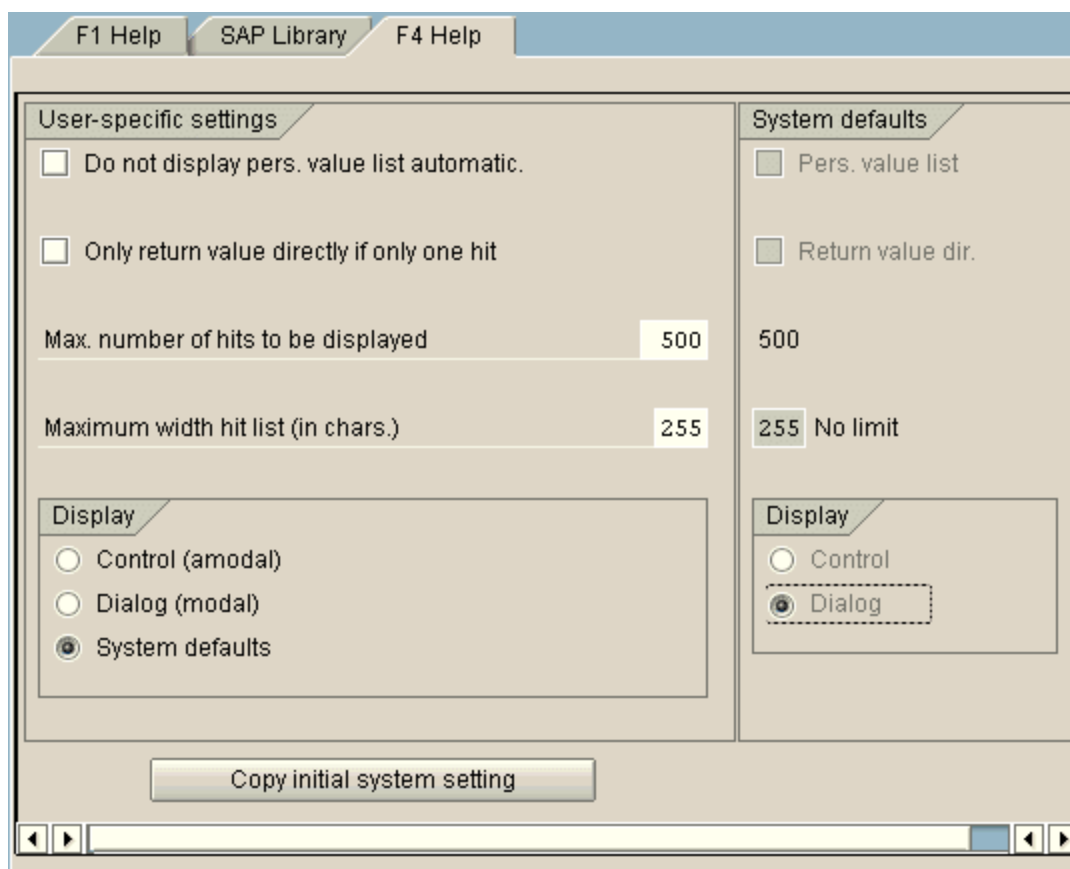 F1 Help
SAP Library
F4 Help
User-specific settings
System defaults
Do not display pers. value list automatic.
Pers. value list
Only return value directly if only one hit
Return value dir.
Max. number of hits to be displayed
500
500
Maximum width hit list (in chars.)
255
255 No limit
Display
Control (amodal)
Dialog (modal)
System defaults
Display
Control
Dialog
Copy initial system setting